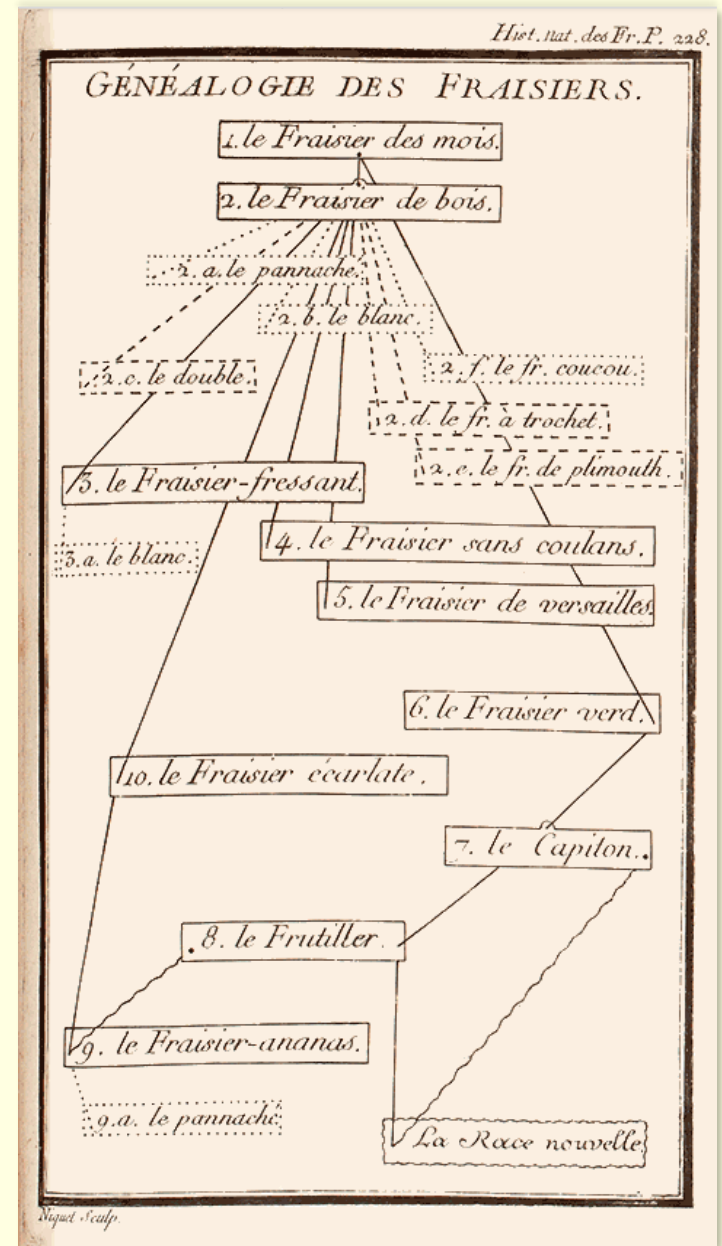 Hist. nat. des Fr. P. 228.
GÉNÉALOGIE DES FRAISIERS.
1. le Fraisier des mois.
2. le Fraisier de bois.
2. a. le pannaché.
2. b. le blanc.
2. c. le double.
2. f. le fr. coucou.
2. d. le fr. à trochet.
2. e. le fr. de plimouth.
3. le Fraisier-fressant.
3. a. le blanc.
4. le Fraisier sans coulans.
5. le Fraisier de versailles.
6. le Fraisier verd.
10. le Fraisier écarlate.
7. le Capiton.
8. le Frutiller.
9. le Fraisier-ananas.
9. a. le pannaché.
La Race nouvelle
Niquet Sculp.